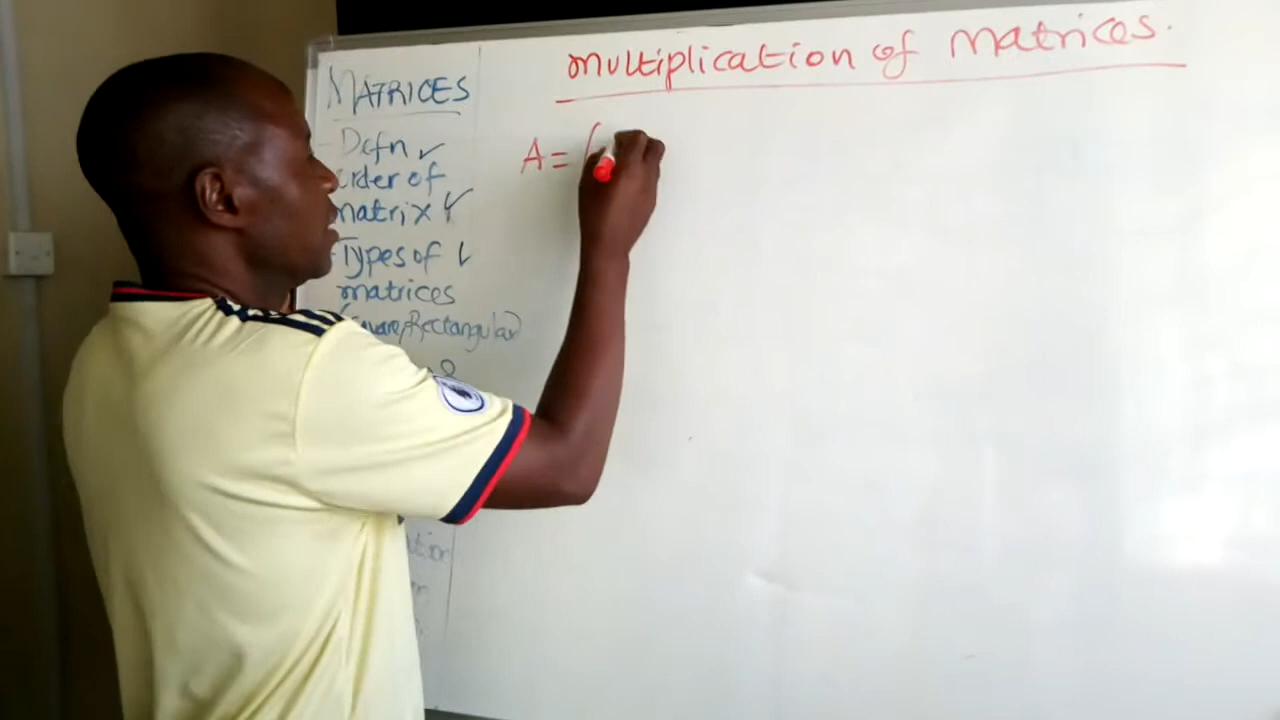 multiplication of matrices.
MATRICES
- Defn ✓
order of
matrix ✓
- Types of ✓
matrices
(Square, Rectangular)
A = (